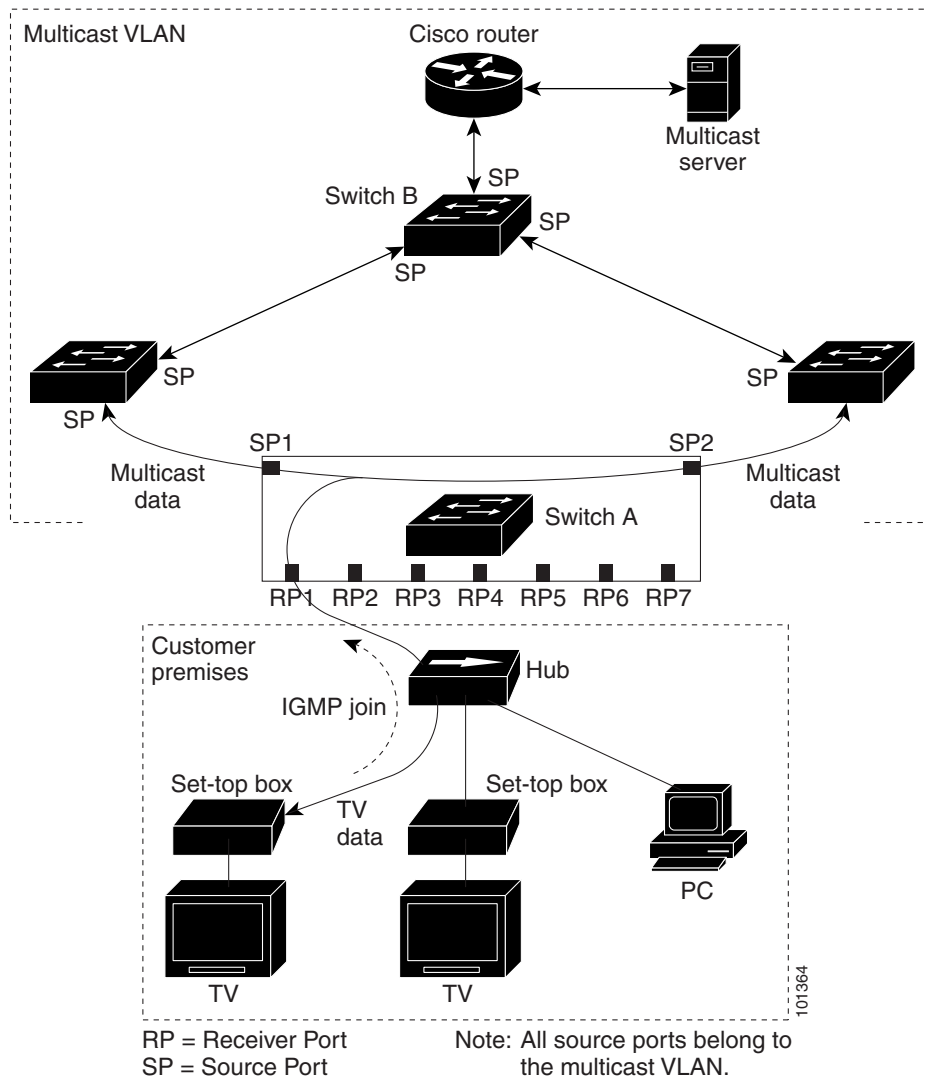 Multicast VLAN
Cisco router
Multicast
server
SP
Switch B
SP
SP
SP
SP
SP
SP1
SP2
Multicast
data
Multicast
data
Switch A
RP1 RP2 RP3 RP4 RP5 RP6 RP7
Customer
premises
Hub
IGMP join
Set-top box
Set-top box
TV
data
PC
TV
TV
101364
RP = Receiver Port
SP = Source Port
Note: All source ports belong to
the multicast VLAN.